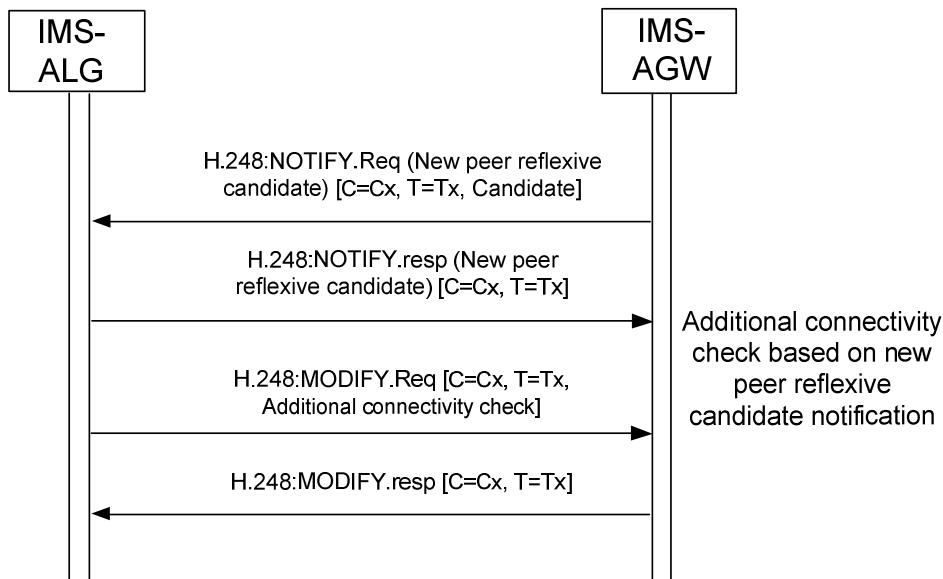 IMS-
ALG
IMS-
AGW
H.248:NOTIFY.Req (New peer reflexive
candidate) [C=Cx, T=Tx, Candidate]
H.248:NOTIFY.resp (New peer
reflexive candidate) [C=Cx, T=Tx]
Additional connectivity
check based on new
peer reflexive
candidate notification
H.248:MODIFY.Req [C=Cx, T=Tx,
Additional connectivity check]
H.248:MODIFY.resp [C=Cx, T=Tx]